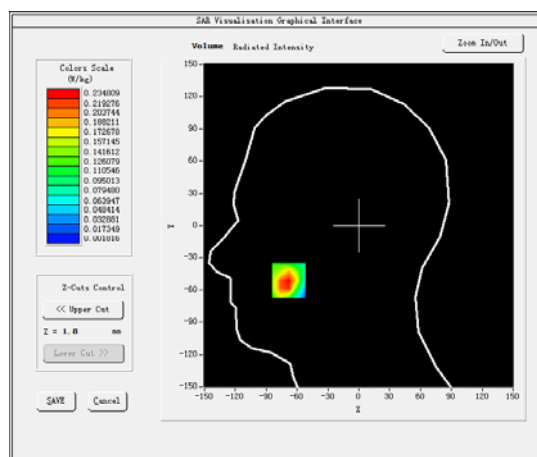 SAR Visualisation Graphical Interface
Volume Radiated Intensity
Zoom In/Out
Colors Scale
(W/kg)
0.234809
0.219276
0.203744
0.188211
0.172678
0.157145
0.141612
0.126079
0.110546
0.095013
0.079480
0.063947
0.048414
0.032881
0.017349
0.001816
Z-Cuts Control
<< Upper Cut
Z = 1.8 mm
Lower Cut >>
SAVE Cancel
150
120
90
60
30
0
-30
-60
-90
-120
-150
Y
-150 -120 -90 -60 -30 0 30 60 90 120 150
X